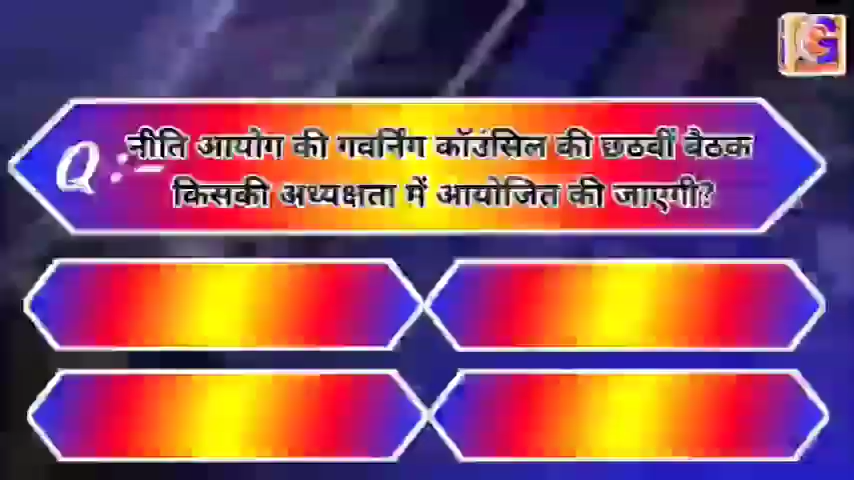 Q :- नीति आयोग की गवर्निंग कॉउंसिल की छठवीं बैठक
किसकी अध्यक्षता में आयोजित की जाएगी?